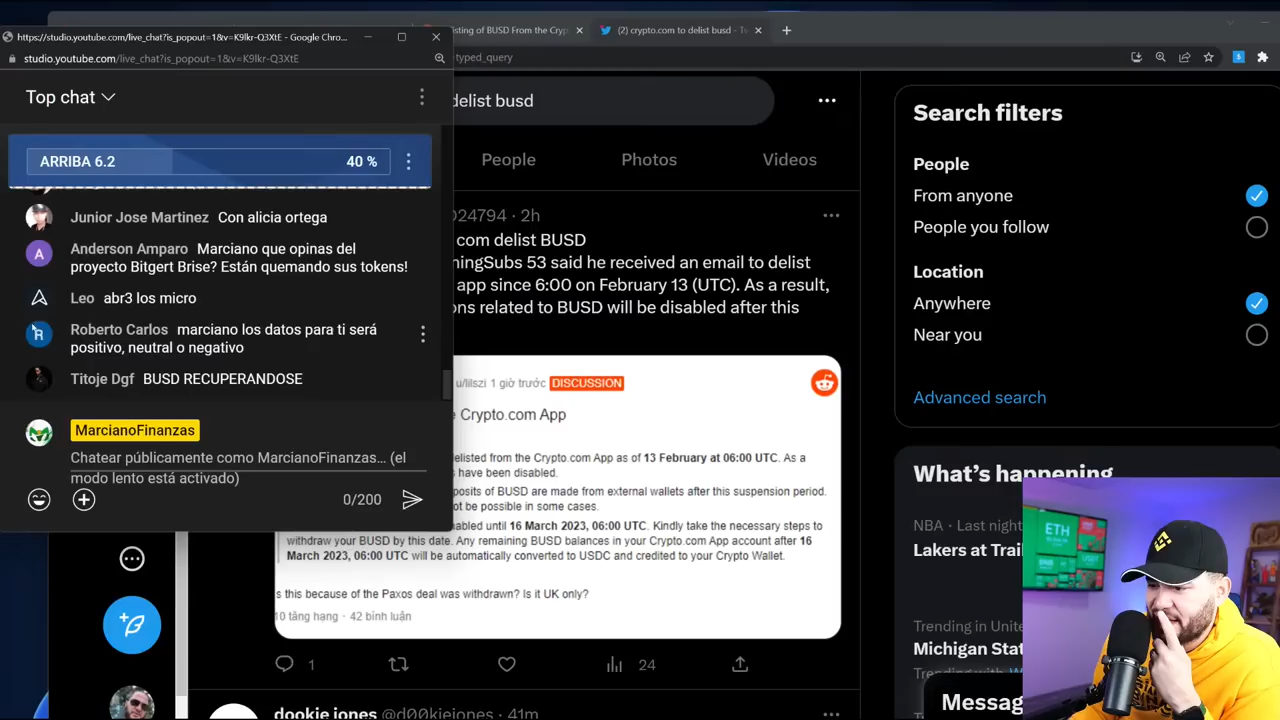 https://studio.youtube.com/live_chat?is_popout=1&v=K9lkr-Q3XtE - Google Chro...
studio.youtube.com/live_chat?is_popout=1&v=K9lkr-Q3XtE
isting of BUSD From the Cryp
(2) crypto.com to delist busd - Tw
typed_query
Top chat
ARRIBA 6.2 40 %
Junior Jose Martinez Con alicia ortega
Anderson Amparo Marciano que opinas del
proyecto Bitgert Brise? Están quemando sus tokens!
Leo abr3 los micro
Roberto Carlos marciano los datos para ti será
positivo, neutral o negativo
Titoje Dgf BUSD RECUPERANDOSE
MarcianoFinanzas
Chatear públicamente como MarcianoFinanzas... (el
modo lento está activado)
0/200
delist busd
People Photos Videos
024794 · 2h
com delist BUSD
ningSubs 53 said he received an email to delist
app since 6:00 on February 13 (UTC). As a result,
ons related to BUSD will be disabled after this
u/lilszi 1 giờ trước DISCUSSION
e Crypto.com App
elisted from the Crypto.com App as of 13 February at 06:00 UTC. As a
s have been disabled.
posits of BUSD are made from external wallets after this suspension period.
not be possible in some cases.
abled until 16 March 2023, 06:00 UTC. Kindly take the necessary steps to
withdraw your BUSD by this date. Any remaining BUSD balances in your Crypto.com App account after 16
March 2023, 06:00 UTC will be automatically converted to USDC and credited to your Crypto Wallet.
s this because of the Paxos deal was withdrawn? Is it UK only?
10 tăng hạng · 42 bình luận
1 24
dookie jones @d00kiejones · 41m
Search filters
People
From anyone
People you follow
Location
Anywhere
Near you
Advanced search
What's happening
NBA · Last night
Lakers at Trail
Trending in Unite
Michigan Stat
Trending with
Messag
ETH